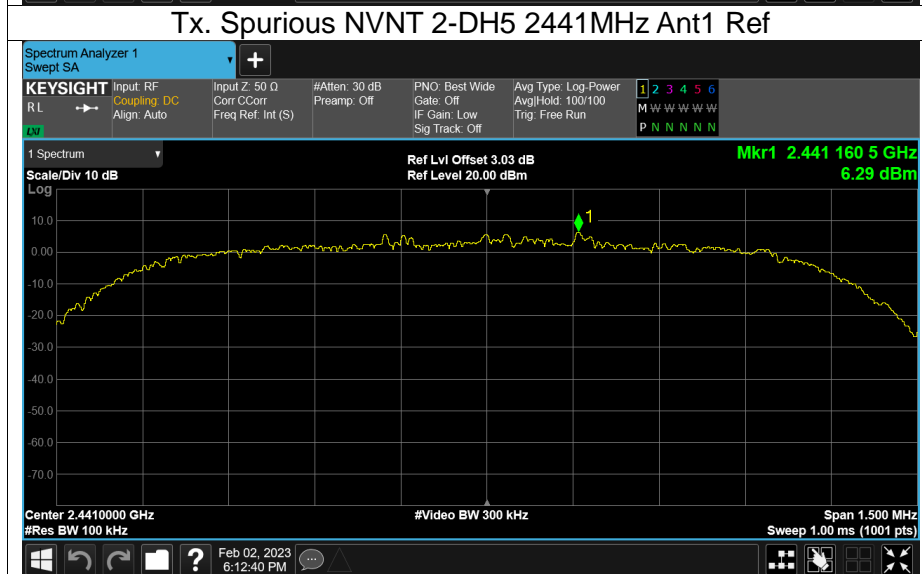 Tx. Spurious NVNT 2-DH5 2441MHz Ant1 Ref
Spectrum Analyzer 1
Swept SA
KEYSIGHT
R L
LXI
Input: RF
Coupling: DC
Align: Auto
Input Z: 50 Ω
Corr CCorr
Freq Ref: Int (S)
#Atten: 30 dB
Preamp: Off
PNO: Best Wide
Gate: Off
IF Gain: Low
Sig Track: Off
Avg Type: Log-Power
Avg|Hold: 100/100
Trig: Free Run
1 2 3 4 5 6
M W W W W W
P N N N N N
1 Spectrum
Scale/Div 10 dB
Ref Lvl Offset 3.03 dB
Ref Level 20.00 dBm
Mkr1 2.441 160 5 GHz
6.29 dBm
Log
10.0
0.00
-10.0
-20.0
-30.0
-40.0
-50.0
-60.0
-70.0
1
Center 2.4410000 GHz
#Res BW 100 kHz
#Video BW 300 kHz
Span 1.500 MHz
Sweep 1.00 ms (1001 pts)
?
Feb 02, 2023
6:12:40 PM